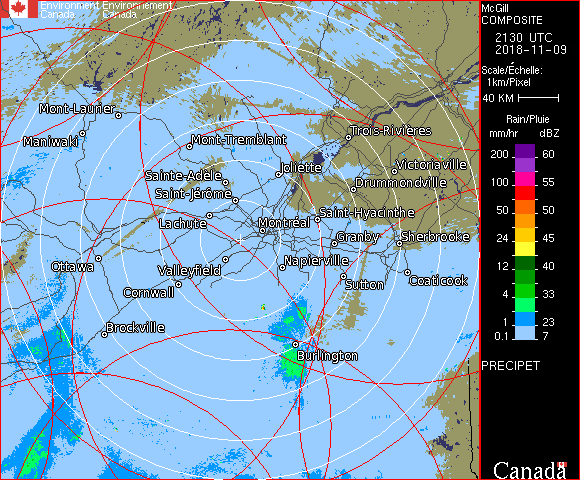 Environment Environnement
Canada Canada
McGill
COMPOSITE
2130 UTC
2018-11-09
Scale/Échelle:
1km/Pixel
40 KM
Rain/Pluie
mm/hr dBZ
200 60
150 57
100 55
50 50
24 45
12 40
4 33
1 23
0.1 7
PRECIPET
Canada
Mont-Laurier
Maniwaki
Mont-Tremblant
Trois-Rivières
Joliette
Victoriaville
Sainte-Adele
Drummondville
Saint-Jérôme
Saint-Hyacinthe
Lachute
Montréal
Granby
Sherbrooke
Ottawa
Valleyfield
Napierville
Coaticook
Cornwall
Sutton
Brockville
Burlington